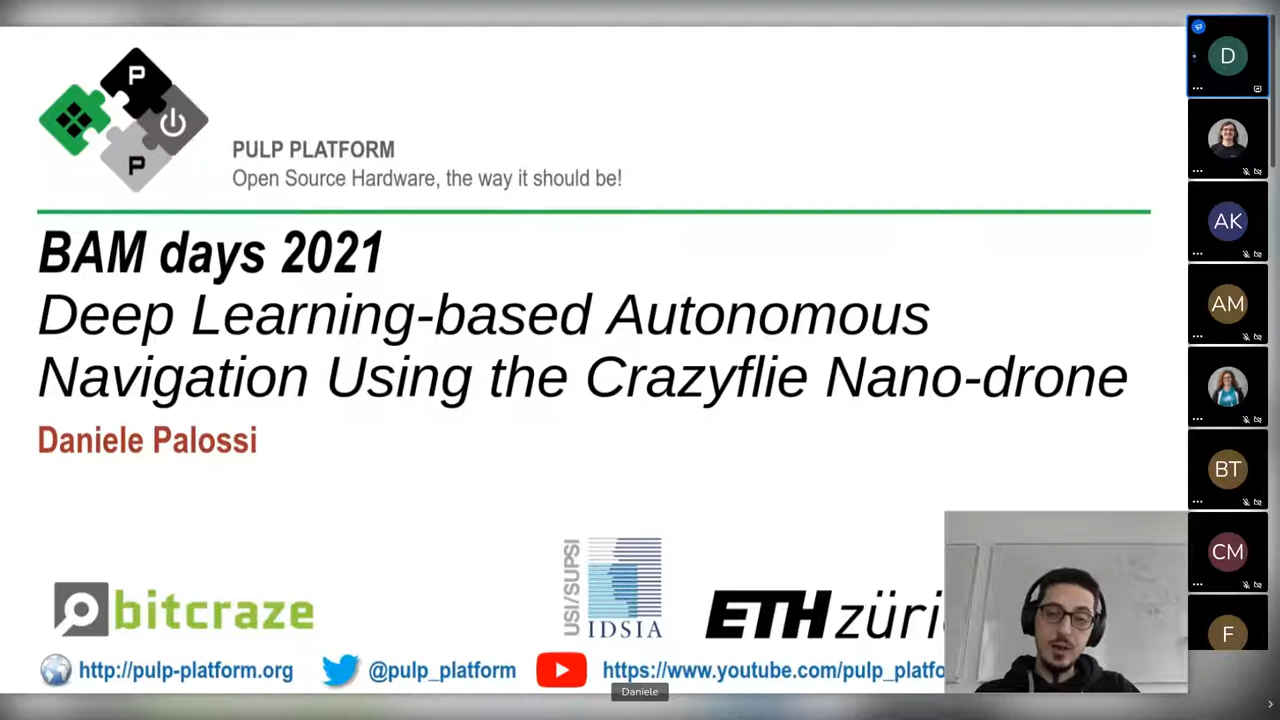 P
P
PULP PLATFORM
Open Source Hardware, the way it should be!
BAM days 2021
Deep Learning-based Autonomous
Navigation Using the Crazyflie Nano-drone
Daniele Palossi
bitcraze
USI/SUPSI
IDSIA
ETH züri
http://pulp-platform.org
@pulp_platform
https://www.youtube.com/pulp_platfo
Daniele
D
AK
AM
BT
CM
F